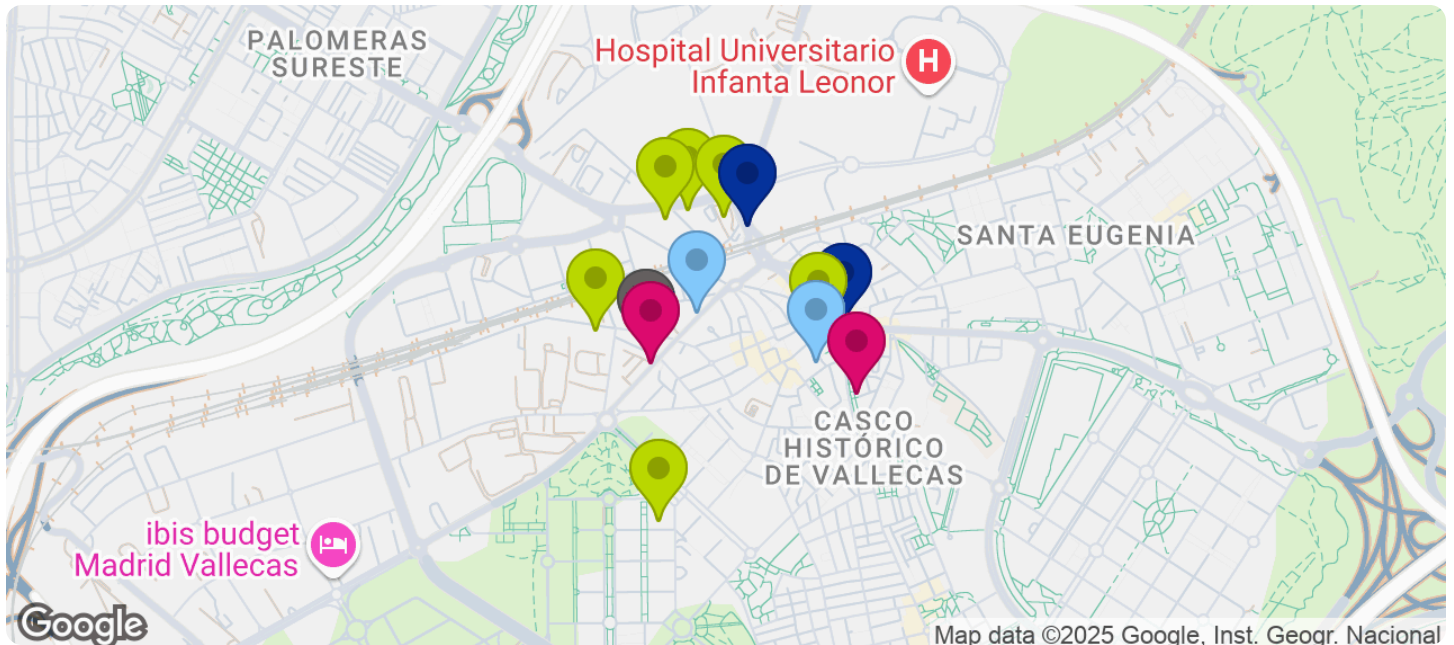 PALOMERAS
SURESTE
Hospital Universitario
Infanta Leonor
H
SANTA EUGENIA
CASCO
HISTÓRICO
DE VALLECAS
ibis budget
Madrid Vallecas
Google
Map data ©2025 Google, Inst. Geogr. Nacional